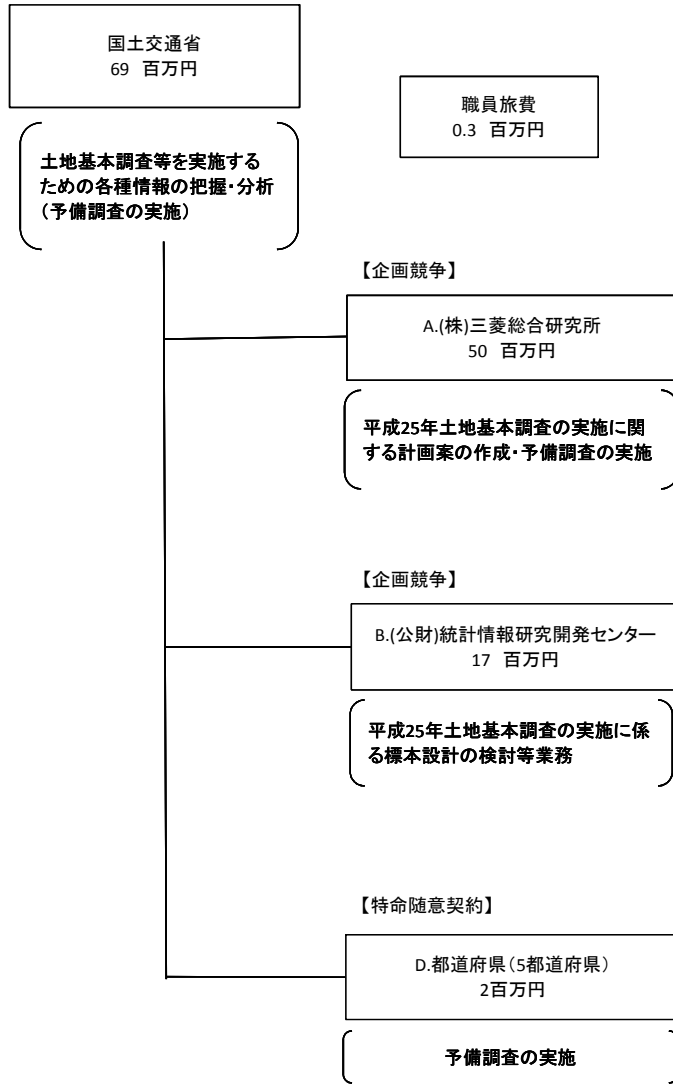 国土交通省
69 百万円
職員旅費
0.3 百万円
土地基本調査等を実施する
ための各種情報の把握・分析
(予備調査の実施)
【企画競争】
A.(株)三菱総合研究所
50 百万円
平成25年土地基本調査の実施に関
する計画案の作成・予備調査の実施
【企画競争】
B.(公財)統計情報研究開発センター
17 百万円
平成25年土地基本調査の実施に係
る標本設計の検討等業務
【特命随意契約】
D.都道府県(5都道府県)
2百万円
予備調査の実施